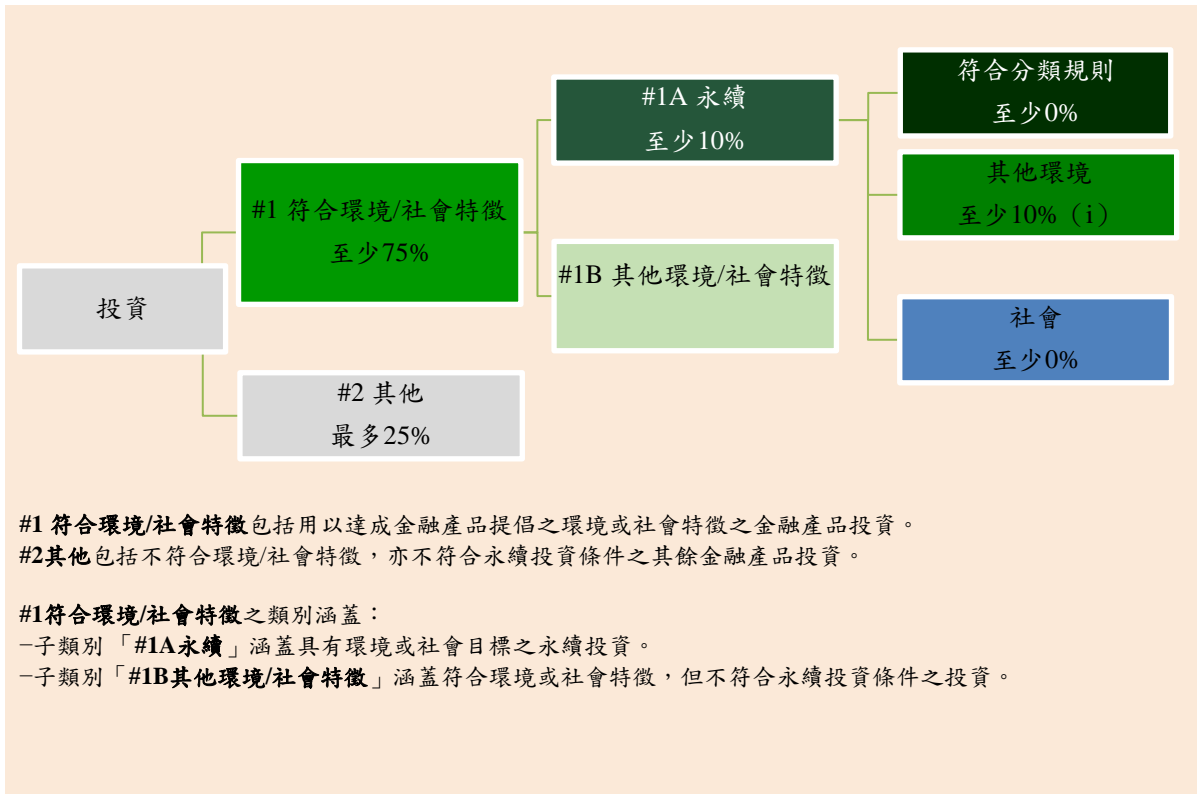 投資
#1 符合環境/社會特徵
至少75%
#2 其他
最多25%
#1A 永續
至少10%
#1B 其他環境/社會特徵
符合分類規則
至少0%
其他環境
至少10%（i）
社會
至少0%
#1 符合環境/社會特徵包括用以達成金融產品提倡之環境或社會特徵之金融產品投資。
#2其他包括不符合環境/社會特徵，亦不符合永續投資條件之其餘金融產品投資。
#1符合環境/社會特徵之類別涵蓋：
–子類別「#1A永續」涵蓋具有環境或社會目標之永續投資。
–子類別「#1B其他環境/社會特徵」涵蓋符合環境或社會特徵，但不符合永續投資條件之投資。